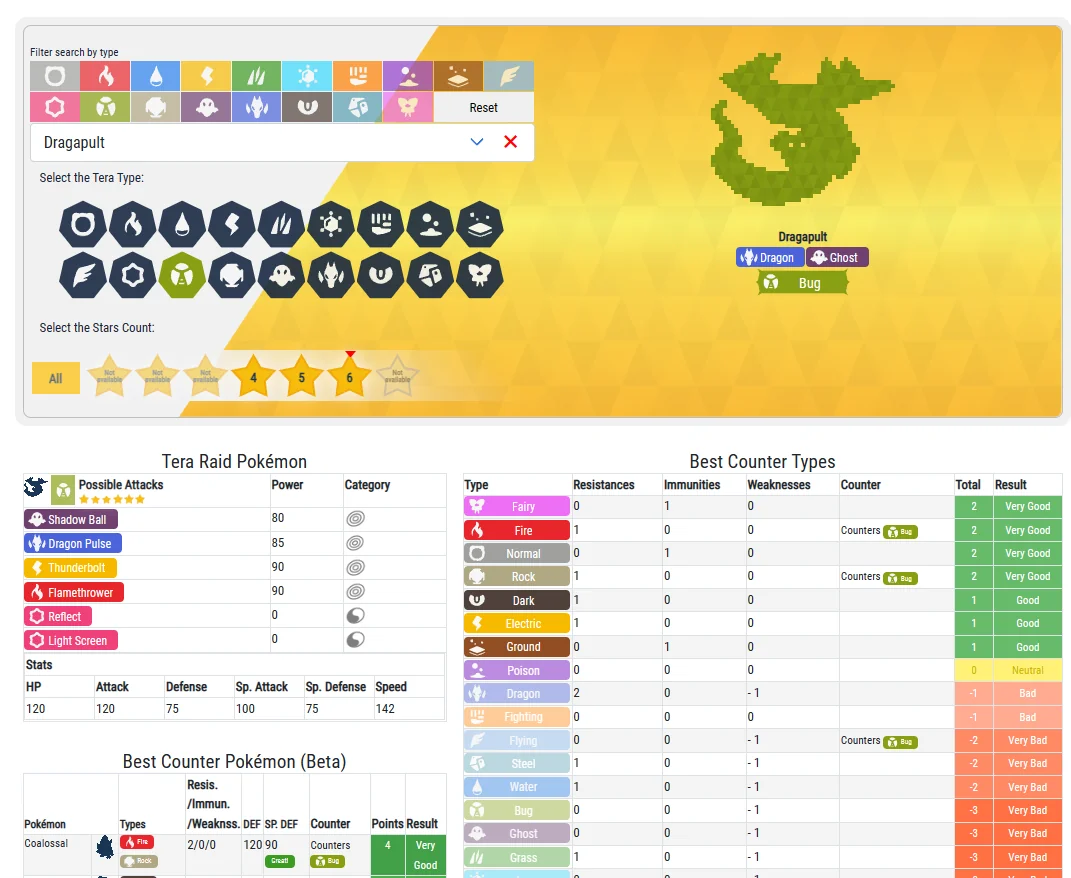 Filter search by type
Reset
Dragapult
Select the Tera Type:
Select the Stars Count:
All
Not available
Not available
Not available
4
5
6
Not available
Dragapult
Dragon Ghost
Bug
Tera Raid Pokémon
Possible Attacks Power Category
Shadow Ball 80
Dragon Pulse 85
Thunderbolt 90
Flamethrower 90
Reflect 0
Light Screen 0
Stats
HP Attack Defense Sp. Attack Sp. Defense Speed
120 120 75 100 75 142
Best Counter Pokémon (Beta)
Pokémon Types Resis. /Immun. /Weaknss. DEF SP. DEF Counter Points Result
Coalossal Fire Rock 2/0/0 120 90 Great! Counters Bug 4 Very Good
Best Counter Types
Type Resistances Immunities Weaknesses Counter Total Result
Fairy 0 1 0 2 Very Good
Fire 1 0 0 Counters Bug 2 Very Good
Normal 0 1 0 2 Very Good
Rock 1 0 0 Counters Bug 2 Very Good
Dark 1 0 0 1 Good
Electric 1 0 0 1 Good
Ground 0 1 0 1 Good
Poison 0 0 0 0 Neutral
Dragon 2 0 - 1 -1 Bad
Fighting 0 0 0 -1 Bad
Flying 0 0 - 1 Counters Bug -2 Very Bad
Steel 1 0 - 1 -2 Very Bad
Water 1 0 - 1 -2 Very Bad
Bug 0 0 - 1 -3 Very Bad
Ghost 0 0 - 1 -3 Very Bad
Grass 1 0 - 1 -3 Very Bad